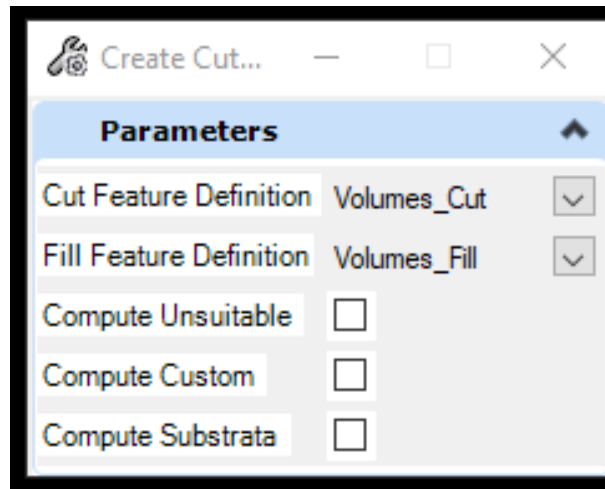 Create Cut...
Parameters
Cut Feature Definition Volumes_Cut
Fill Feature Definition Volumes_Fill
Compute Unsuitable
Compute Custom
Compute Substrata